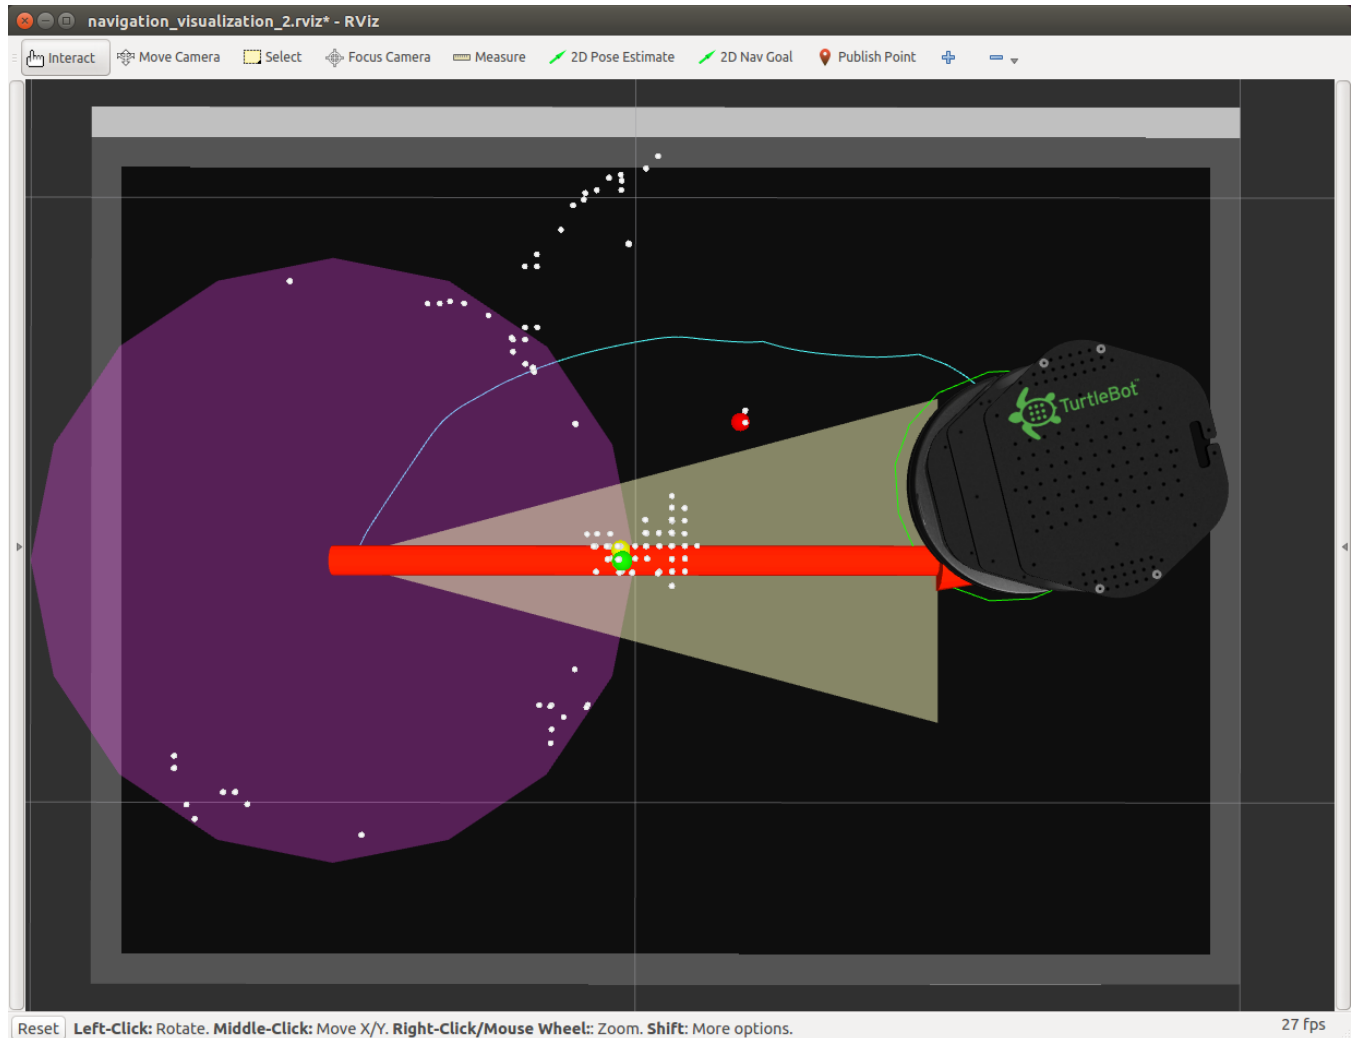 navigation_visualization_2.rviz* - RViz
Interact Move Camera Select Focus Camera Measure 2D Pose Estimate 2D Nav Goal Publish Point
TurtleBot™
Reset Left-Click: Rotate. Middle-Click: Move X/Y. Right-Click/Mouse Wheel:: Zoom. Shift: More options. 27 fps